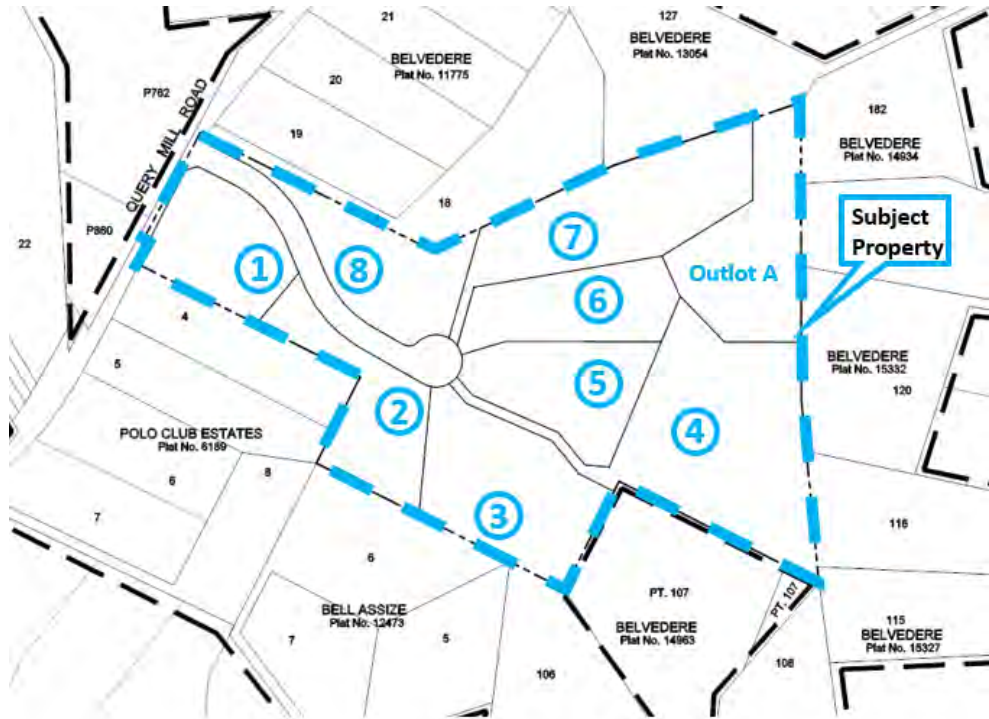 21
127
BELVEDERE
Plat No. 13054
BELVEDERE
Plat No. 11775
20
P762
QUERY MILL ROAD
19
182
BELVEDERE
Plat No. 14934
18
P860
22
Subject
Property
7
1
8
Outlot A
6
4
5
BELVEDERE
Plat No. 15332
120
5
2
4
POLO CLUB ESTATES
Plat No. 6189
8
6
7
3
116
6
PT. 107
PT. 107
BELL ASSIZE
Plat No. 12473
7
5
BELVEDERE
Plat No. 14963
115
BELVEDERE
Plat No. 15327
106
108